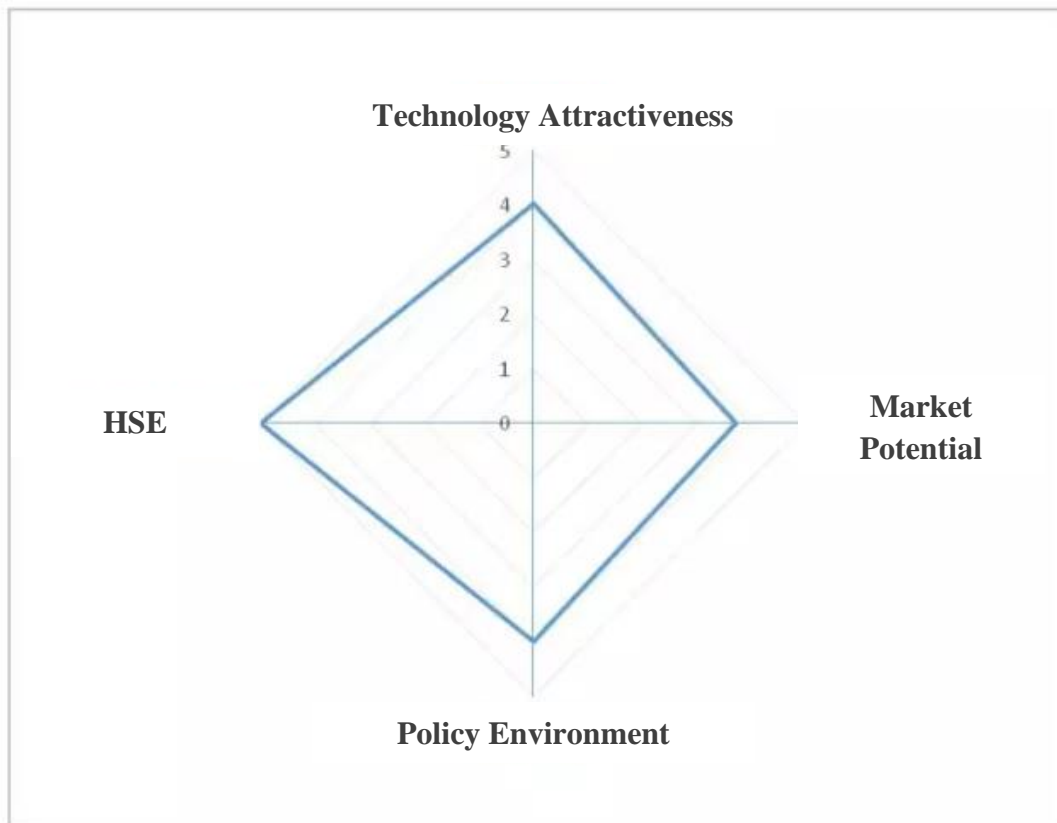 Technology Attractiveness
5
4
3
2
1
0
HSE
Market
Potential
Policy Environment